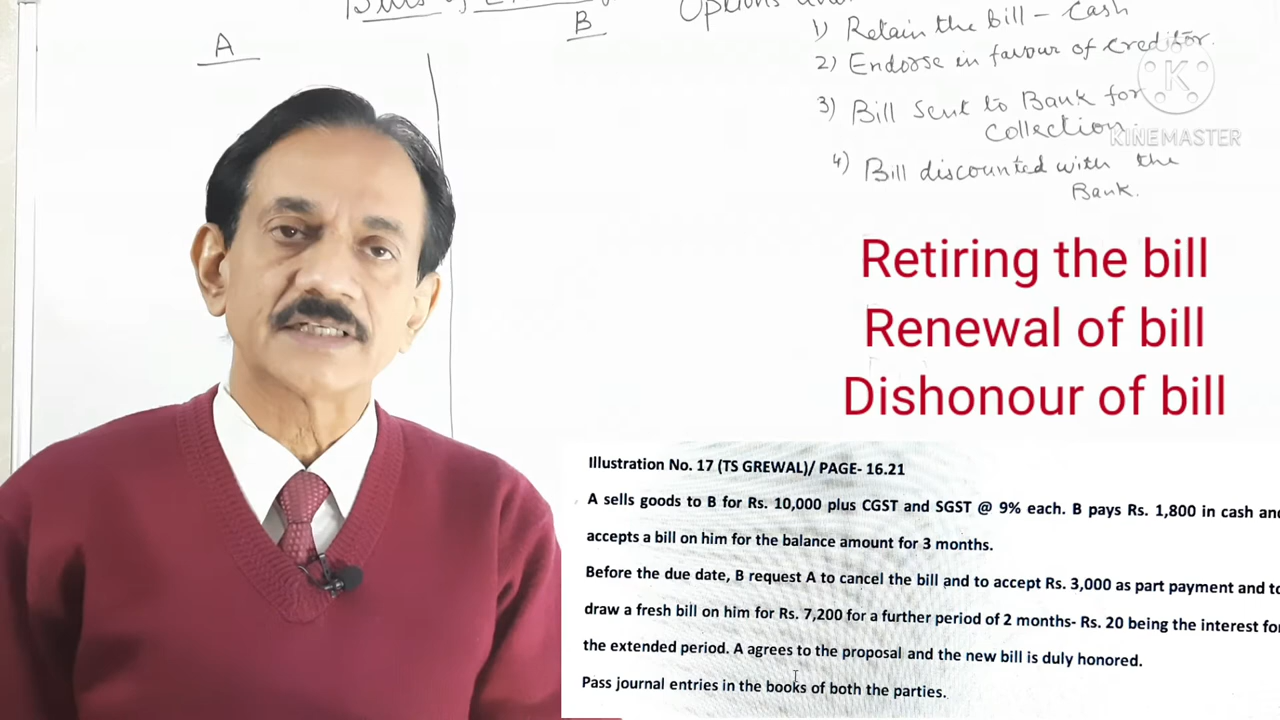 Bills of
Options
A
B
1) Retain the bill - Cash
2) Endorse in favour of Creditor.
3) Bill Sent to Bank for
Collection.
4) Bill discounted with the
Bank.
K
KINEMASTER
Retiring the bill
Renewal of bill
Dishonour of bill
Illustration No. 17 (TS GREWAL)/ PAGE- 16.21
A sells goods to B for Rs. 10,000 plus CGST and SGST @ 9% each. B pays Rs. 1,800 in cash and
accepts a bill on him for the balance amount for 3 months.
Before the due date, B request A to cancel the bill and to accept Rs. 3,000 as part payment and to
draw a fresh bill on him for Rs. 7,200 for a further period of 2 months- Rs. 20 being the interest for
the extended period. A agrees to the proposal and the new bill is duly honored.
Pass journal entries in the books of both the parties.